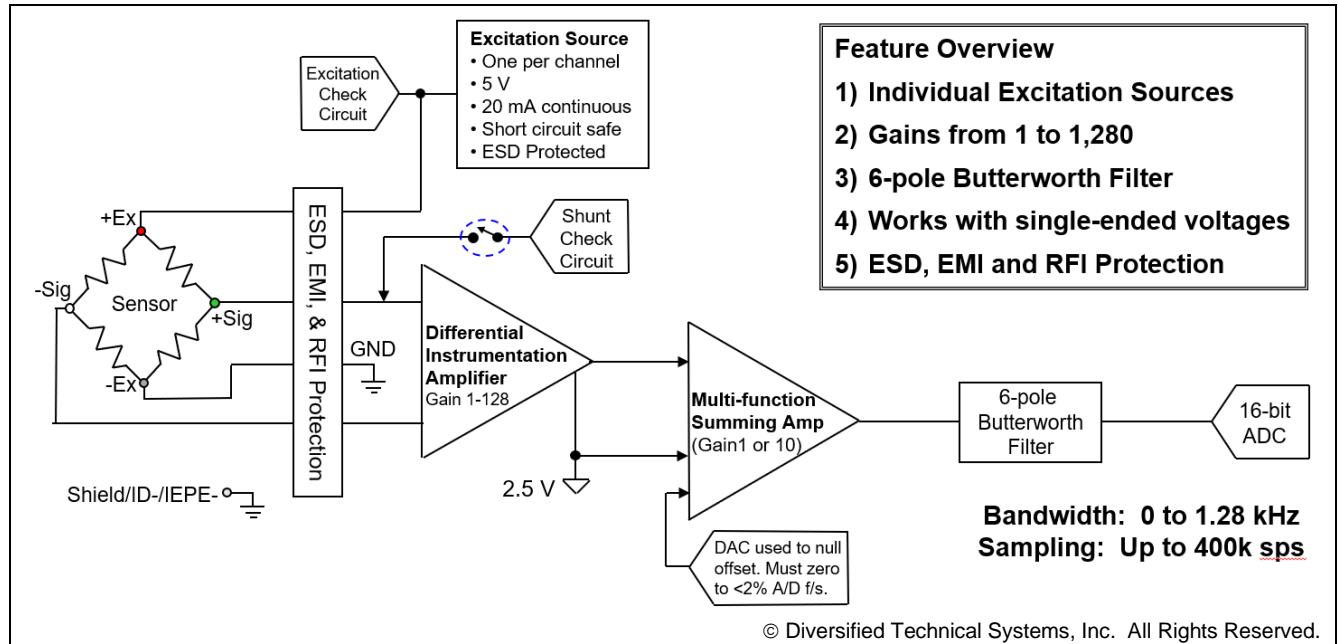 Excitation Source
• One per channel
• 5 V
• 20 mA continuous
• Short circuit safe
• ESD Protected
Excitation
Check
Circuit
Feature Overview
1) Individual Excitation Sources
2) Gains from 1 to 1,280
3) 6-pole Butterworth Filter
4) Works with single-ended voltages
5) ESD, EMI and RFI Protection
+Ex
-Sig
Sensor
+Sig
-Ex
ESD, EMI, & RFI Protection
Shunt
Check
Circuit
GND
Differential
Instrumentation
Amplifier
Gain 1-128
Multi-function
Summing Amp
(Gain1 or 10)
6-pole
Butterworth
Filter
16-bit
ADC
2.5 V
Shield/ID-/IEPE-
DAC used to null
offset. Must zero
to <2% A/D f/s.
Bandwidth: 0 to 1.28 kHz
Sampling: Up to 400k sps
© Diversified Technical Systems, Inc. All Rights Reserved.